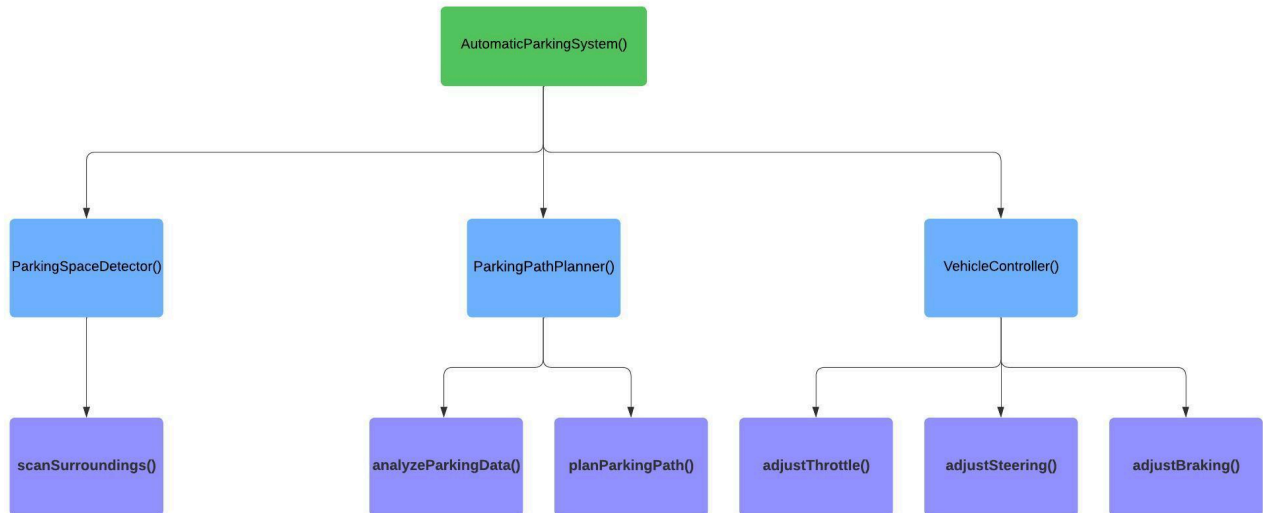 AutomaticParkingSystem()
ParkingSpaceDetector()
ParkingPathPlanner()
VehicleController()
scanSurroundings()
analyzeParkingData()
planParkingPath()
adjustThrottle()
adjustSteering()
adjustBraking()